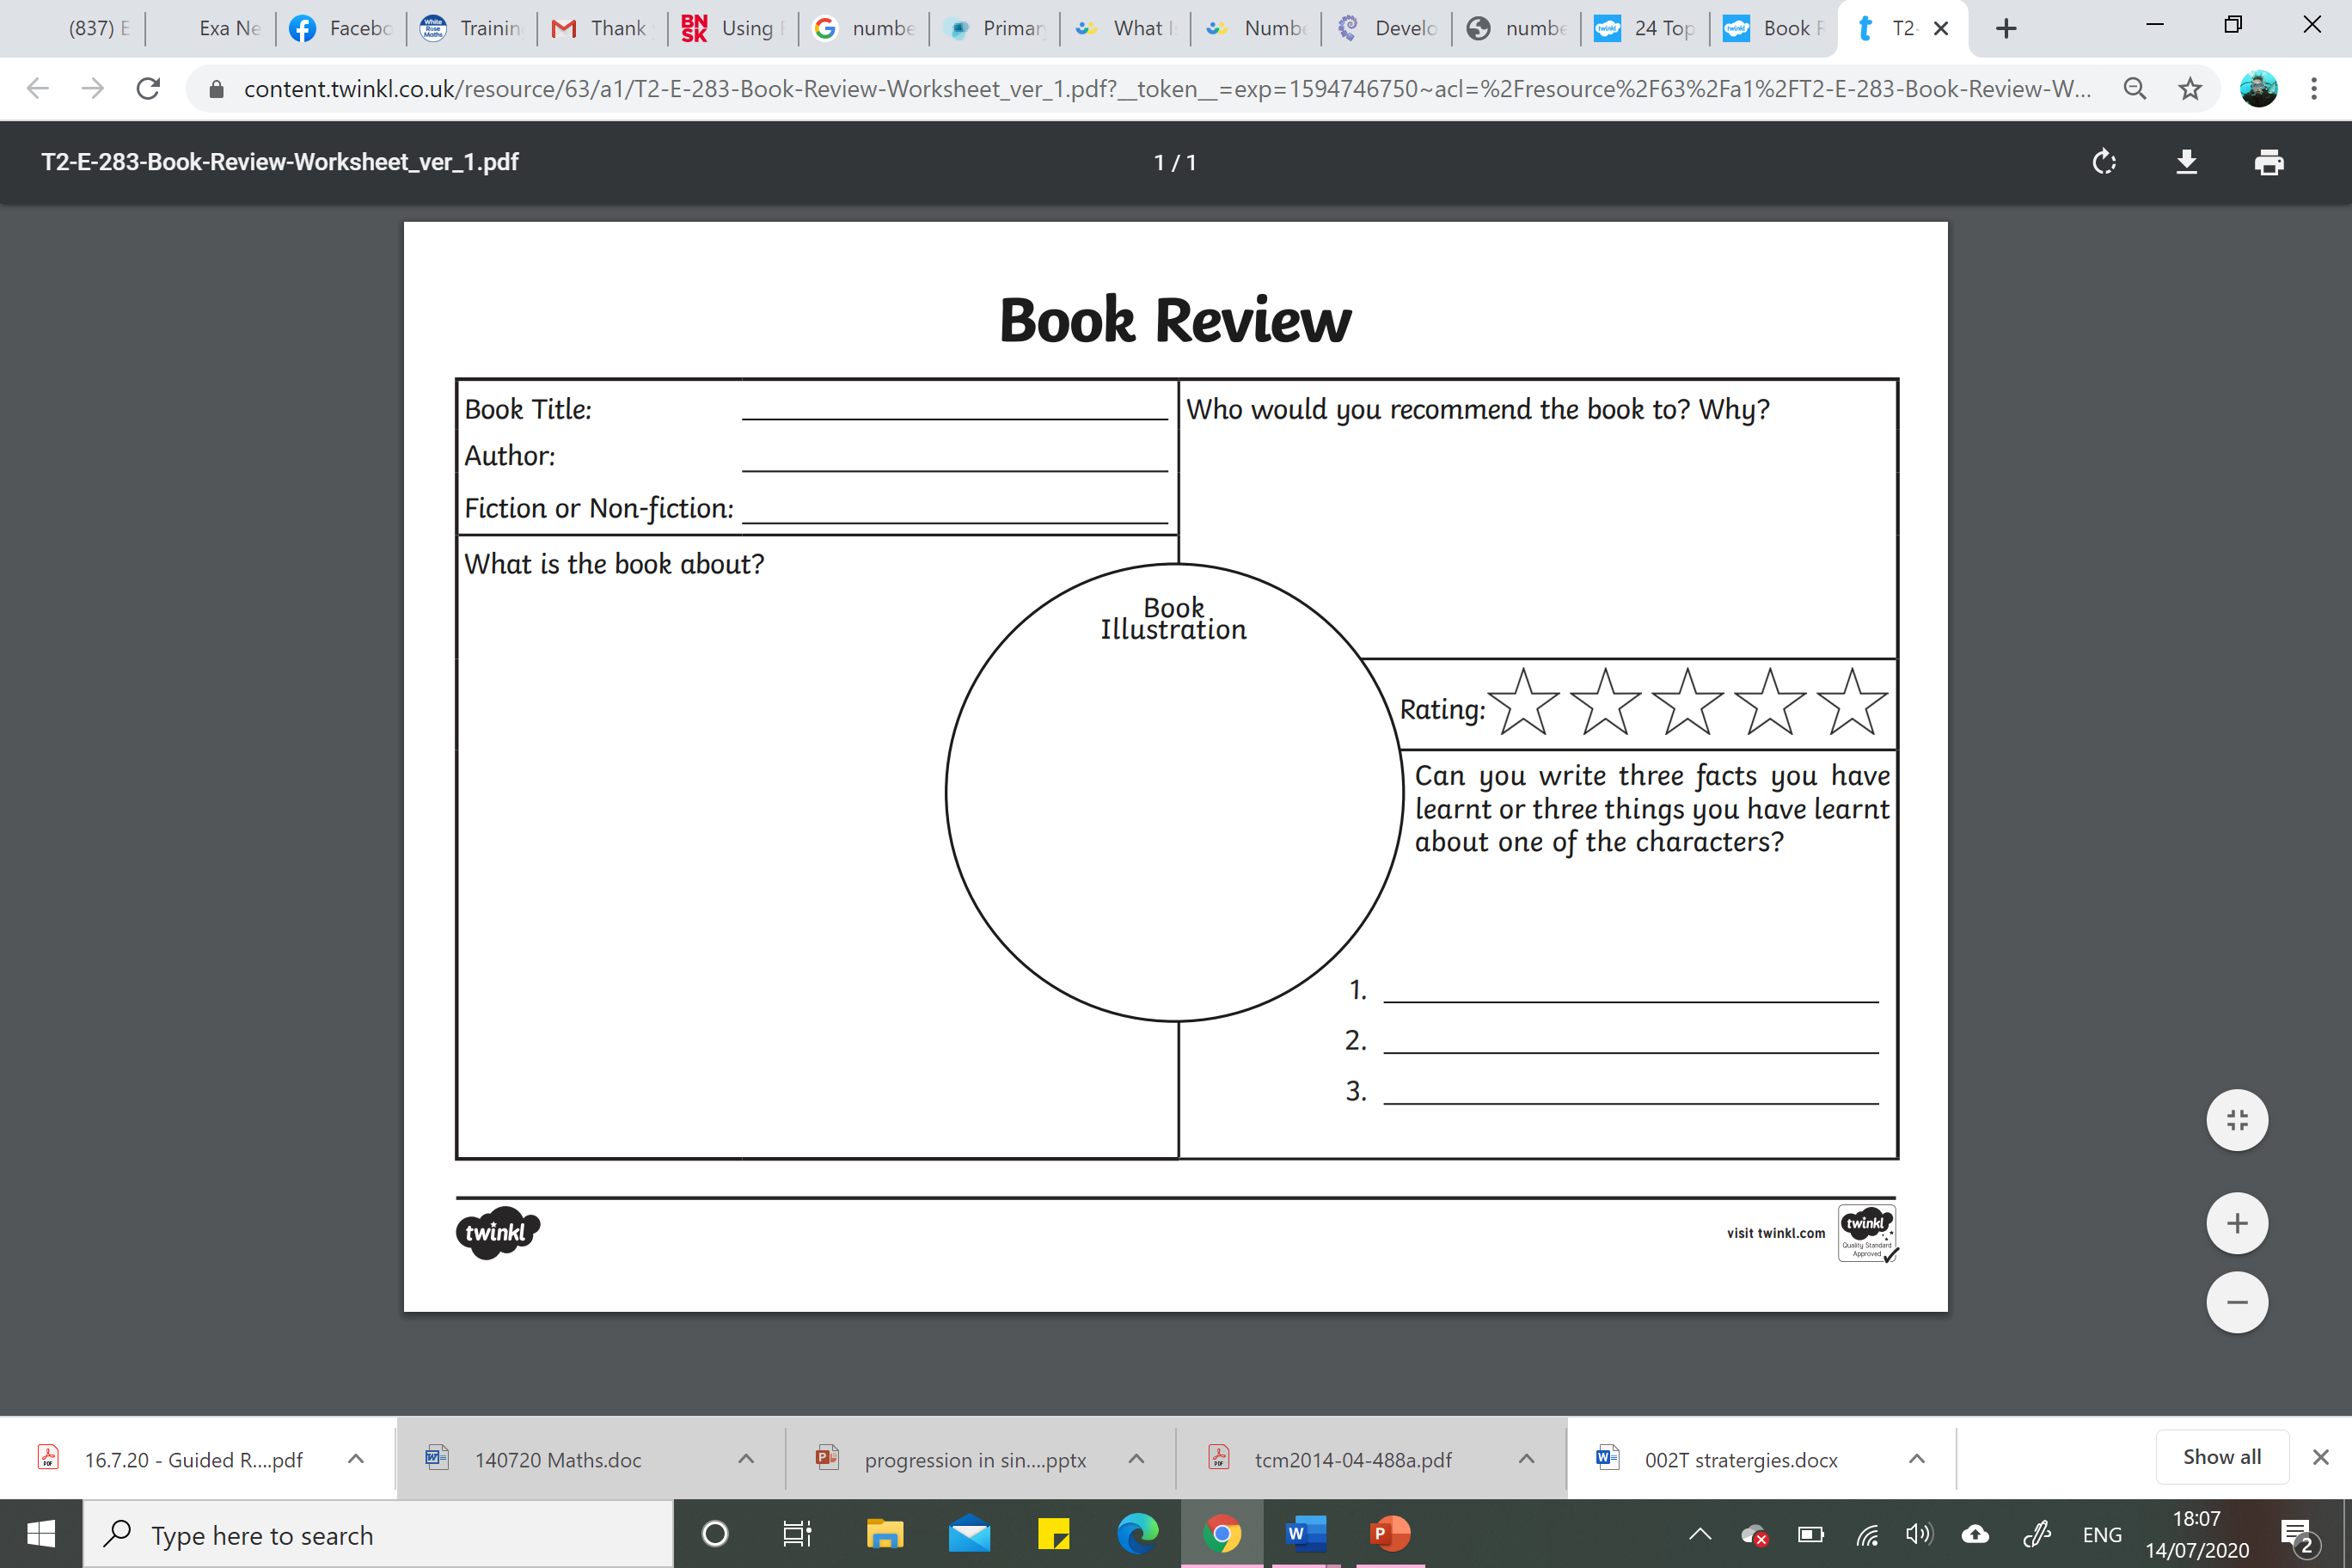 (837) E
Exa Ne
Facebo
Trainin
Thank
Using
numbe
Primar
What I
Numbe
Develo
numbe
24 Top
Book R
T2-
content.twinkl.co.uk/resource/63/a1/T2-E-283-Book-Review-Worksheet_ver_1.pdf?__token__=exp=1594746750~acl=%2Fresource%2F63%2Fa1%2FT2-E-283-Book-Review-W...
T2-E-283-Book-Review-Worksheet_ver_1.pdf
1 / 1
Book Review
Book Title:
Author:
Fiction or Non-fiction:
What is the book about?
Who would you recommend the book to? Why?
Book
Illustration
Rating:
Can you write three facts you have
learnt or three things you have learnt
about one of the characters?
1.
2.
3.
twinkl
visit twinkl.com
twinkl
Quality Standard
Approved
16.7.20 - Guided R....pdf
140720 Maths.doc
progression in sin....pptx
tcm2014-04-488a.pdf
002T stratergies.docx
Show all
Type here to search
ENG
18:07
14/07/2020
2